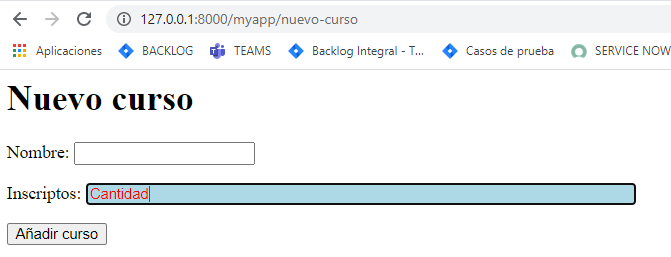 127.0.0.1:8000/myapp/nuevo-curso
Aplicaciones BACKLOG TEAMS Backlog Integral - T... Casos de prueba SERVICE NOW
Nuevo curso
Nombre:
Inscriptos: Cantidad
Añadir curso